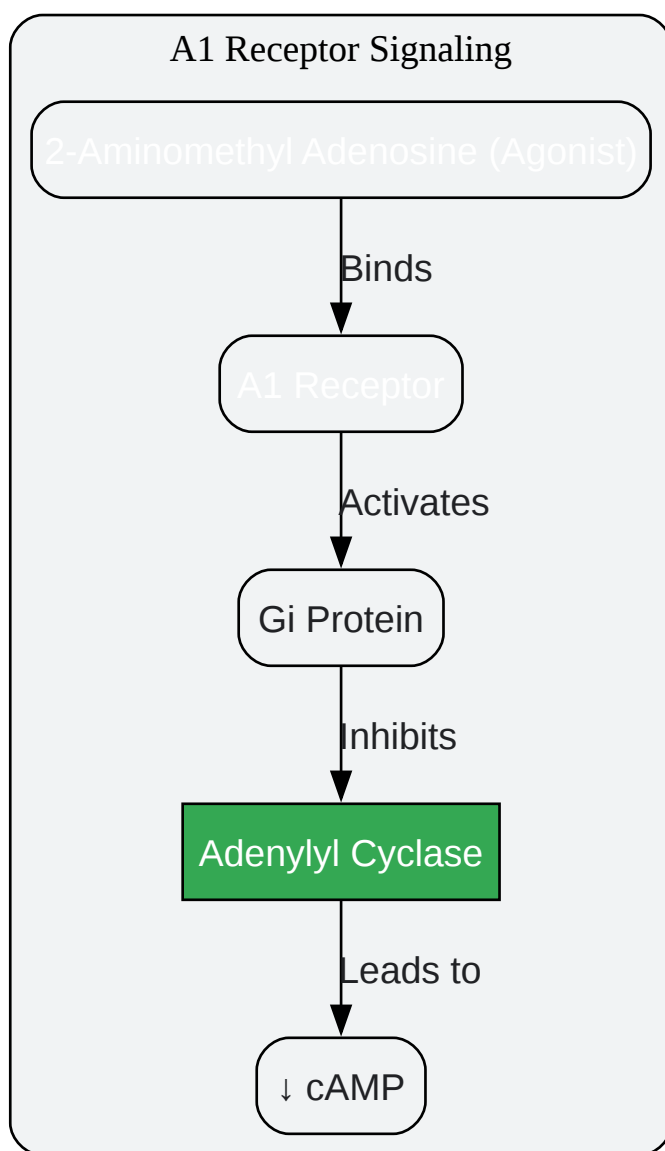 A1 Receptor Signaling
2-Aminomethyl Adenosine (Agonist)
Binds
A1 Receptor
Activates
Gi Protein
Inhibits
Adenylyl Cyclase
Leads to
↓ cAMP